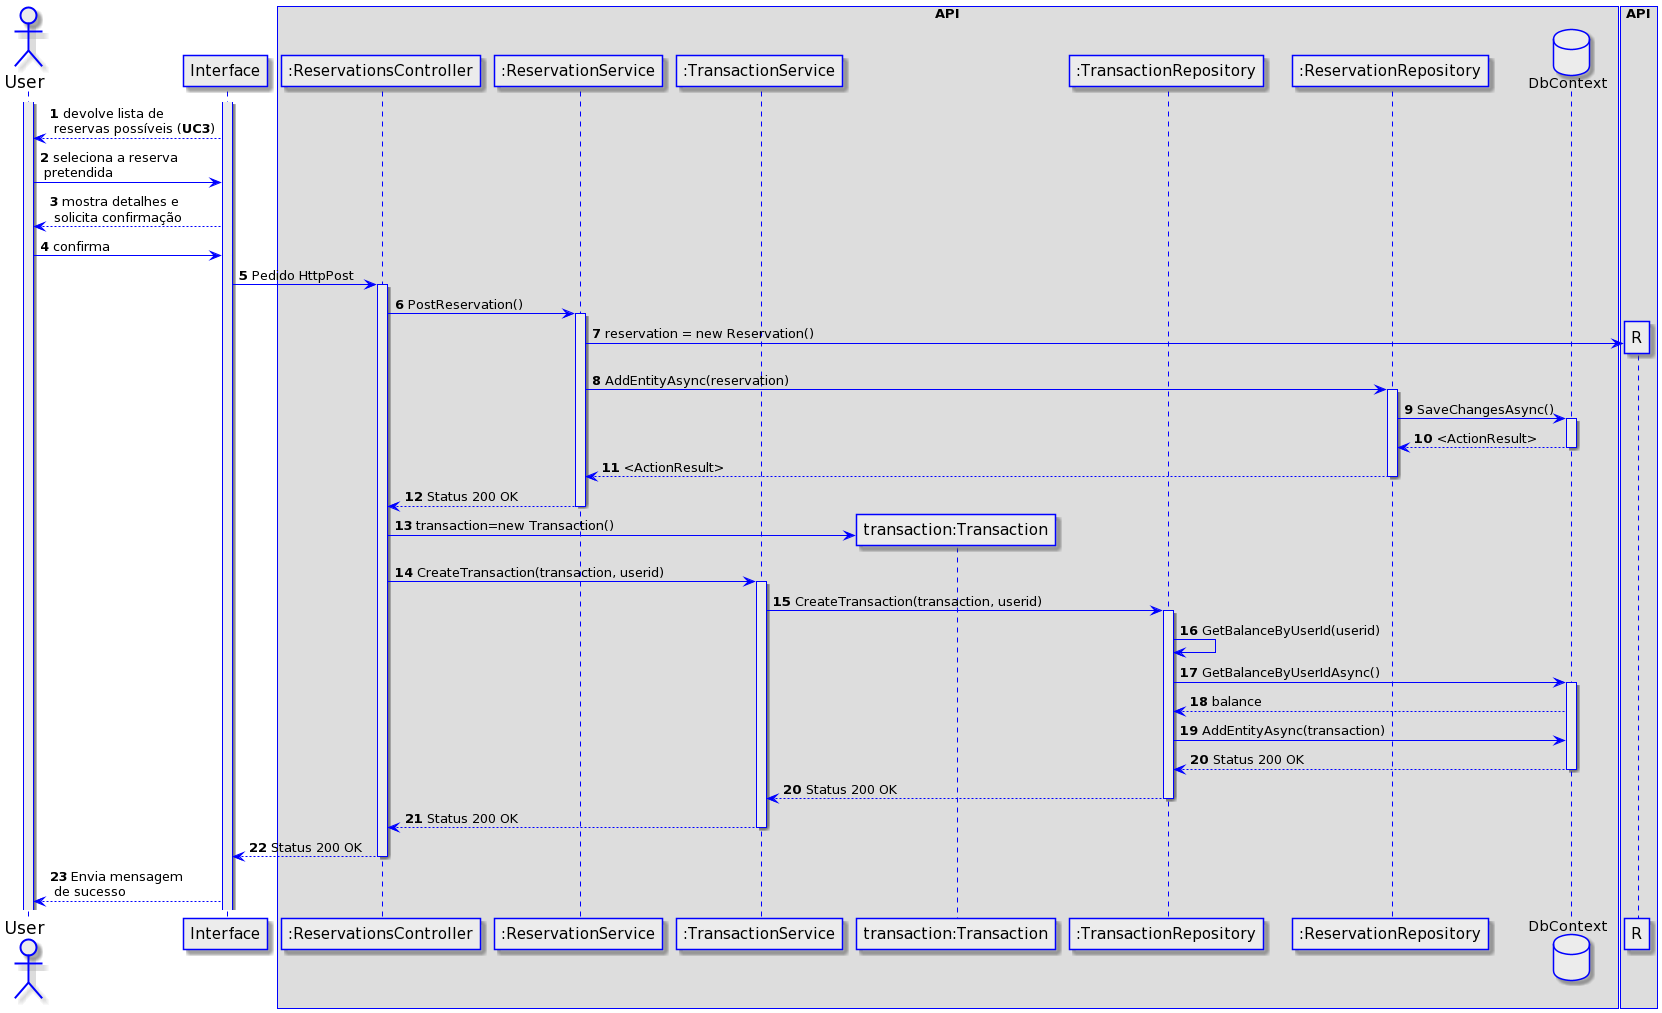 API
API
User
Interface
:ReservationsController
:ReservationService
:TransactionService
:TransactionRepository
:ReservationRepository
DbContext
1 devolve lista de
reservas possíveis (UC3)
2 seleciona a reserva
pretendida
3 mostra detalhes e
solicita confirmação
4 confirma
5 Pedido HttpPost
6 PostReservation()
7 reservation = new Reservation()
R
8 AddEntityAsync(reservation)
9 SaveChangesAsync()
10 <ActionResult>
11 <ActionResult>
12 Status 200 OK
13 transaction=new Transaction()
transaction:Transaction
14 CreateTransaction(transaction, userid)
15 CreateTransaction(transaction, userid)
16 GetBalanceByUserId(userid)
17 GetBalanceByUserIdAsync()
18 balance
19 AddEntityAsync(transaction)
20 Status 200 OK
20 Status 200 OK
21 Status 200 OK
22 Status 200 OK
23 Envia mensagem
de sucesso
User
Interface
:ReservationsController
:ReservationService
:TransactionService
transaction:Transaction
:TransactionRepository
:ReservationRepository
DbContext
R